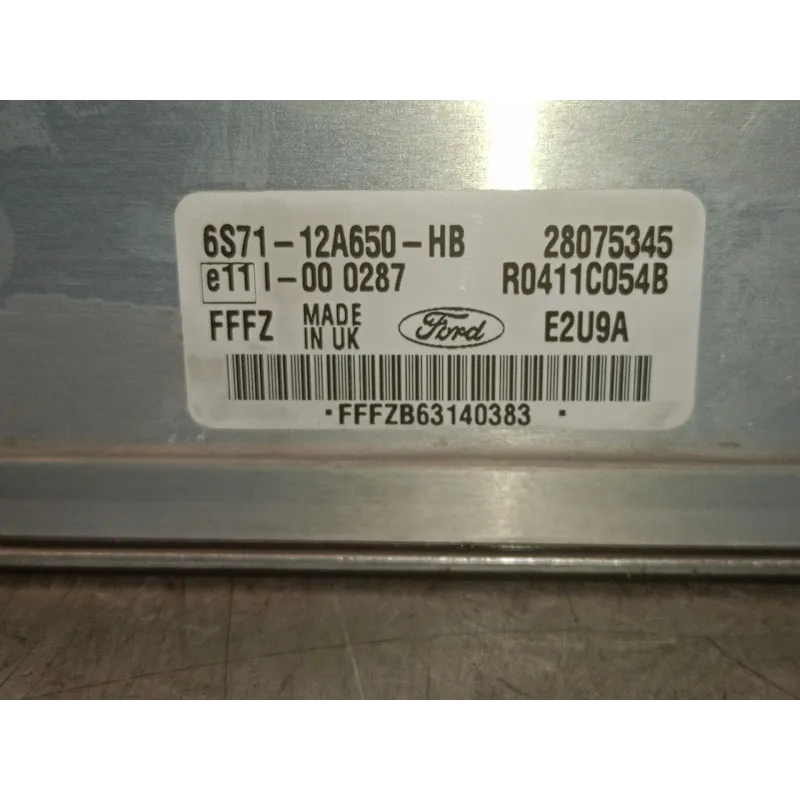 6S71-12A650-HB 28075345
e11 I-00 0287 R0411C054B
FFFZ MADE IN UK Ford E2U9A
·FFFZB63140383 ·